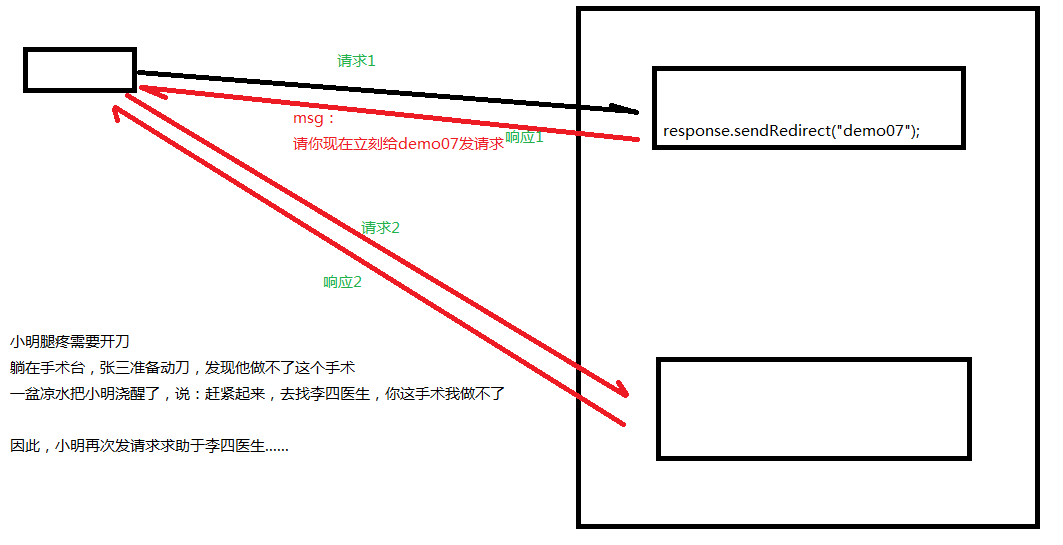 请求1
msg：
请你现在立刻给demo07发请求
响应1
response.sendRedirect("demo07");
请求2
响应2
小明腿疼需要开刀
躺在手术台，张三准备动刀，发现他做不了这个手术
一盆凉水把小明浇醒了，说：赶紧起来，去找李四医生，你这手术我做不了
因此，小明再次发请求求助于李四医生......